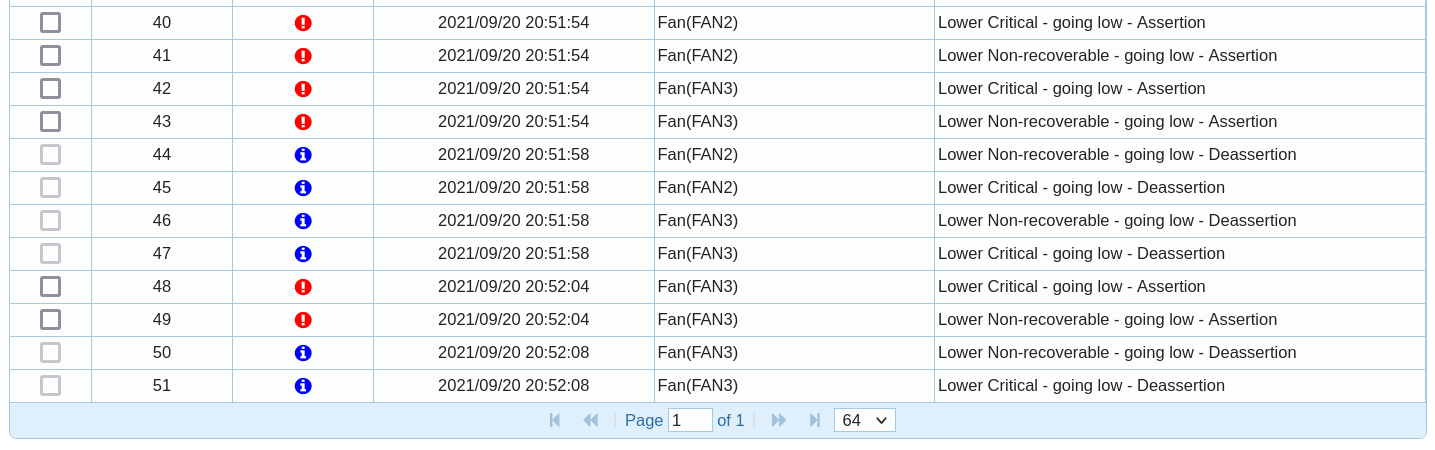 40 2021/09/20 20:51:54 Fan(FAN2) Lower Critical - going low - Assertion
41 2021/09/20 20:51:54 Fan(FAN2) Lower Non-recoverable - going low - Assertion
42 2021/09/20 20:51:54 Fan(FAN3) Lower Critical - going low - Assertion
43 2021/09/20 20:51:54 Fan(FAN3) Lower Non-recoverable - going low - Assertion
44 2021/09/20 20:51:58 Fan(FAN2) Lower Non-recoverable - going low - Deassertion
45 2021/09/20 20:51:58 Fan(FAN2) Lower Critical - going low - Deassertion
46 2021/09/20 20:51:58 Fan(FAN3) Lower Non-recoverable - going low - Deassertion
47 2021/09/20 20:51:58 Fan(FAN3) Lower Critical - going low - Deassertion
48 2021/09/20 20:52:04 Fan(FAN3) Lower Critical - going low - Assertion
49 2021/09/20 20:52:04 Fan(FAN3) Lower Non-recoverable - going low - Assertion
50 2021/09/20 20:52:08 Fan(FAN3) Lower Non-recoverable - going low - Deassertion
51 2021/09/20 20:52:08 Fan(FAN3) Lower Critical - going low - Deassertion
Page 1 of 1 64